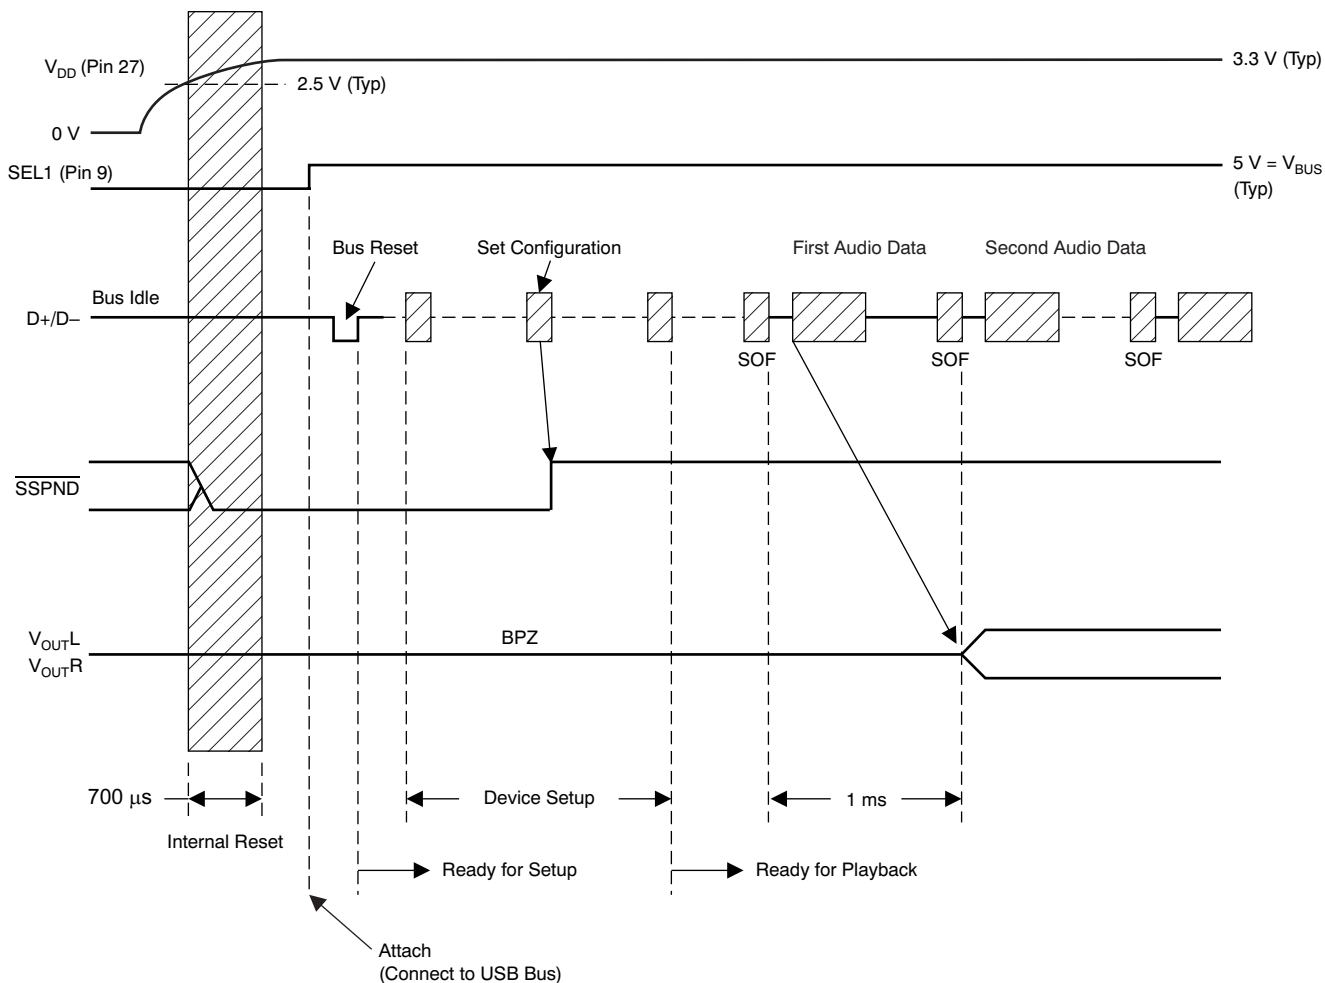 V_DD (Pin 27)
2.5 V (Typ)
3.3 V (Typ)
0 V
SEL1 (Pin 9)
5 V = V_BUS
(Typ)
Bus Reset
Set Configuration
First Audio Data
Second Audio Data
Bus Idle
D+/D–
SOF
SOF
SOF
SSPND
V_OUTL
BPZ
V_OUTR
700 μs
Device Setup
1 ms
Internal Reset
Ready for Setup
Ready for Playback
Attach
(Connect to USB Bus)